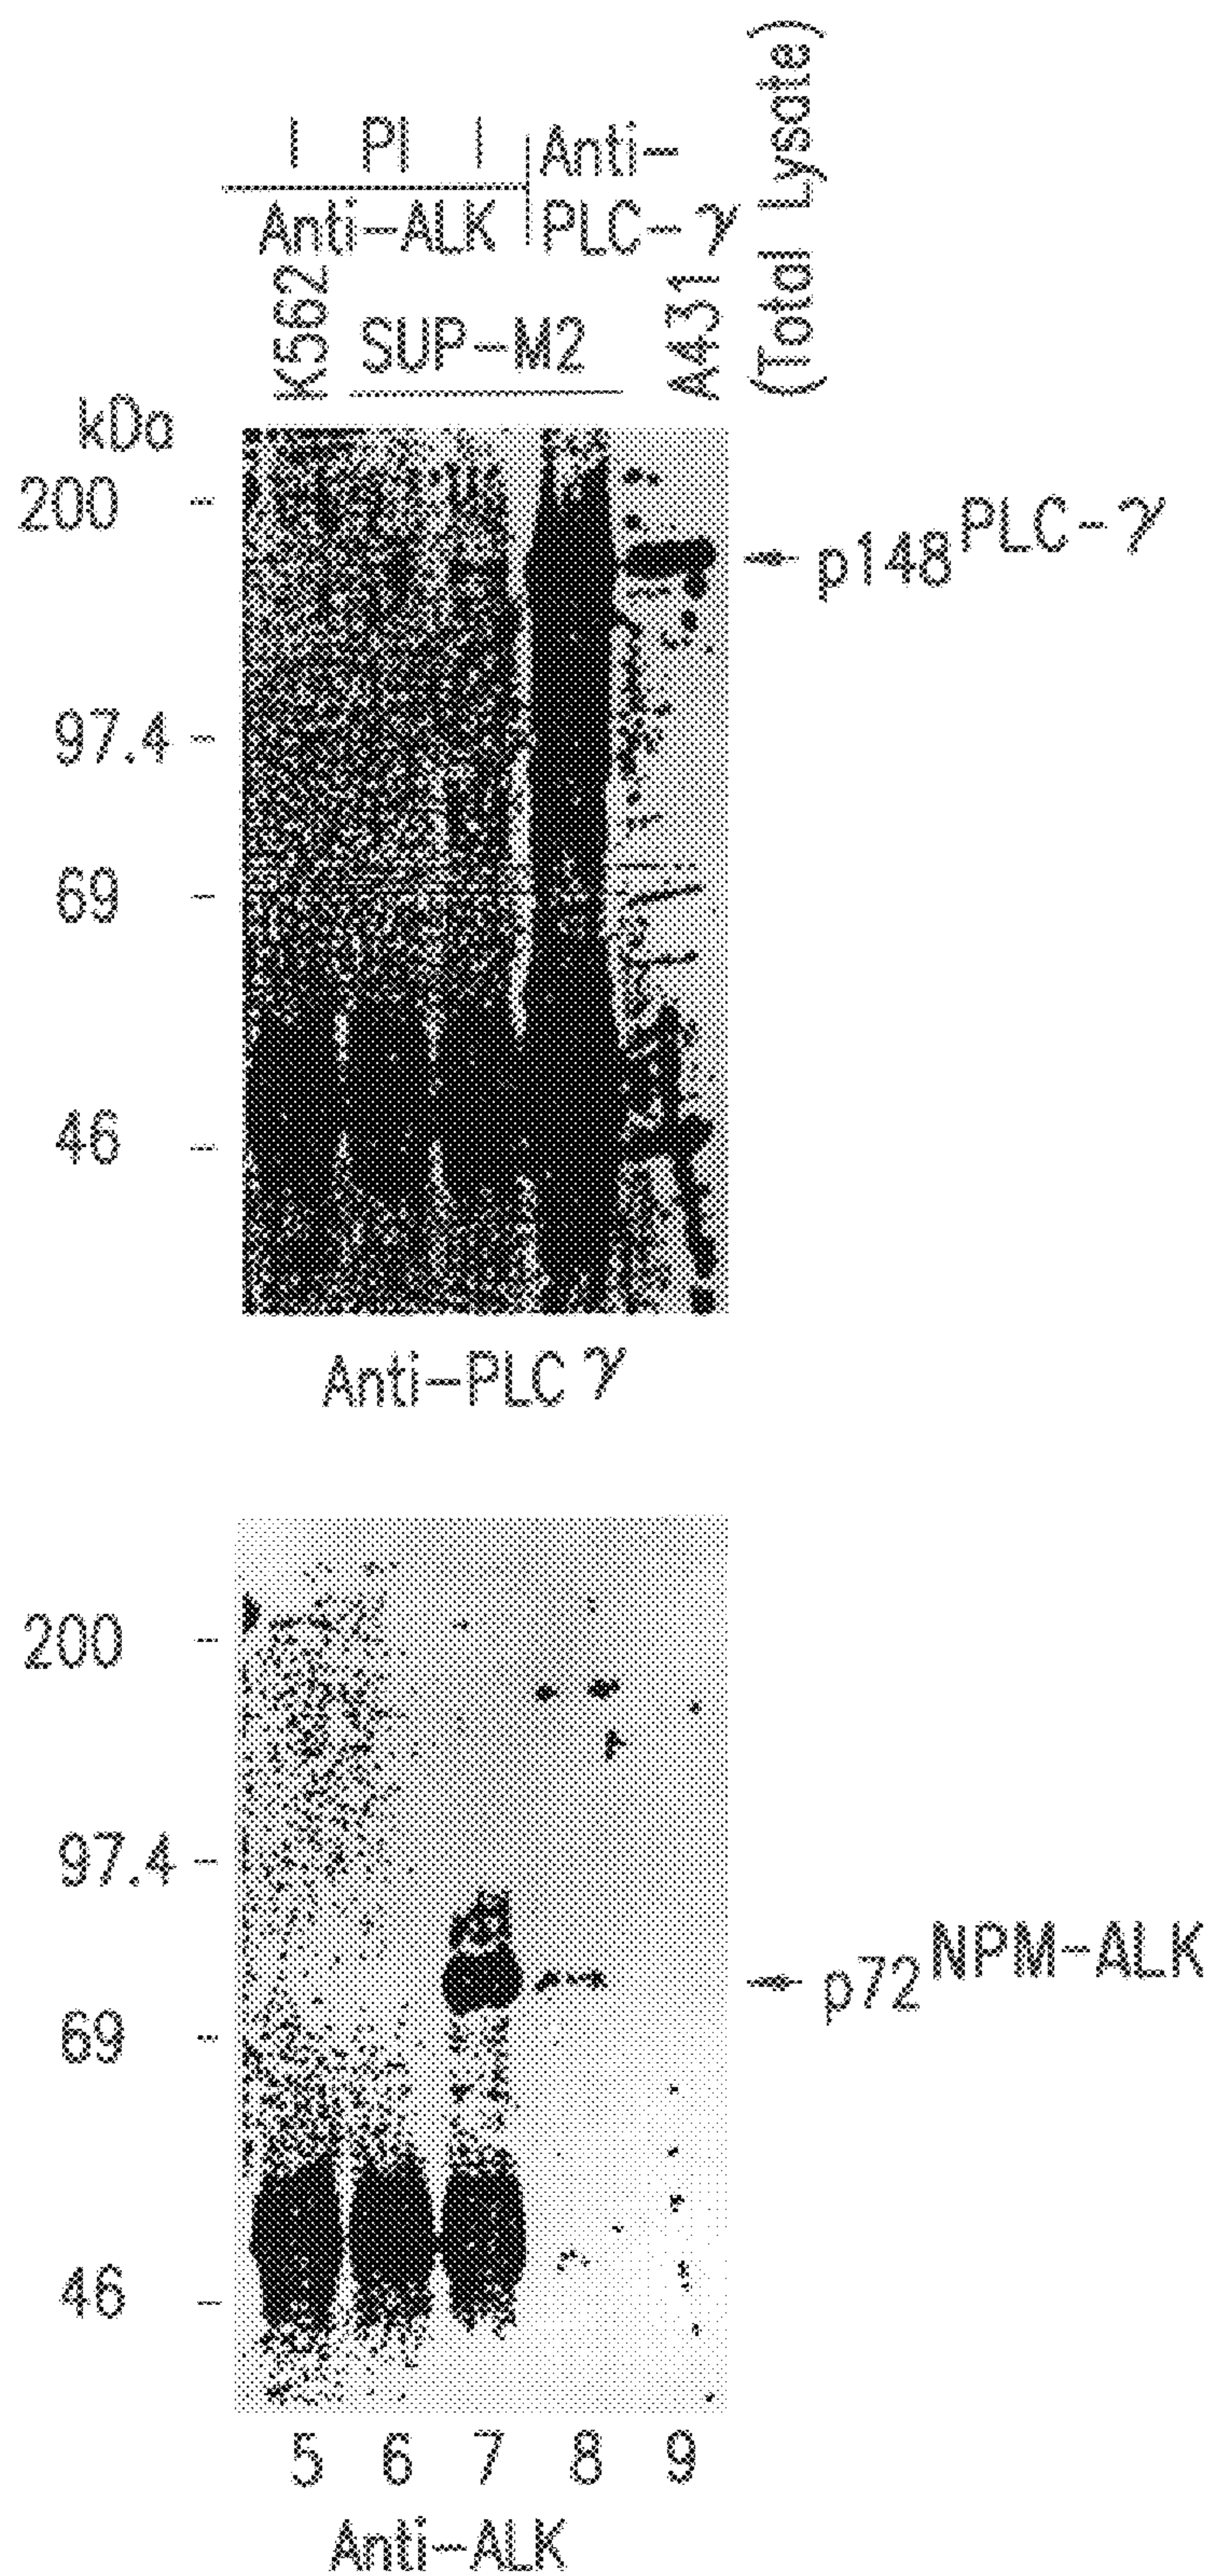 I PI I Anti-
Anti-ALK PLC-γ
K562 SUP-M2 A431 (Total Lysate)
kDa
200
p148PLC-γ
97.4
69
46
Anti-PLC γ
200
97.4
p72NPM-ALK
69
46
5 6 7 8 9
Anti-ALK